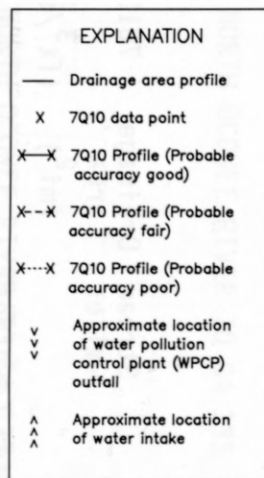 EXPLANATION
Drainage area profile
X 7Q10 data point
X—X 7Q10 Profile (Probable
accuracy good)
X--X 7Q10 Profile (Probable
accuracy fair)
X----X 7Q10 Profile (Probable
accuracy poor)
Approximate location
of water pollution
control plant (WPCP)
outfall
Approximate location
of water intake